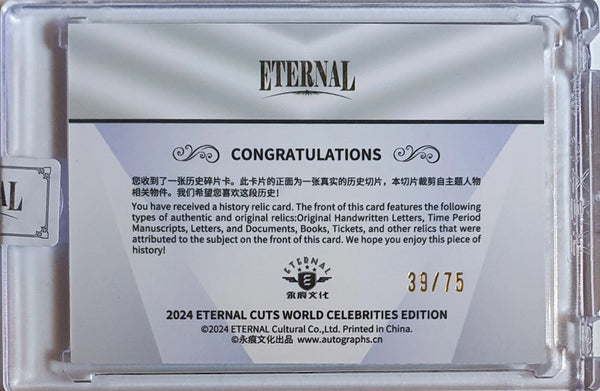 ETERNAL
CONGRATULATIONS
您收到了一张历史碎片卡。此卡片的正面为一张真实的历史切片，本切片裁剪自主题人物
相关物件。我们希望您喜欢这段历史！
You have received a history relic card. The front of this card features the following
types of authentic and original relics:Original Handwritten Letters, Time Period
Manuscripts, Letters, and Documents, Books, Tickets, and other relics that were
attributed to the subject on the front of this card. We hope you enjoy this piece of
history!
AL
ETERNAL
永痕文化
39/75
2024 ETERNAL CUTS WORLD CELEBRITIES EDITION
©2024 ETERNAL Cultural Co.,Ltd. Printed in China.
©永痕文化出品 www.autographs.cn